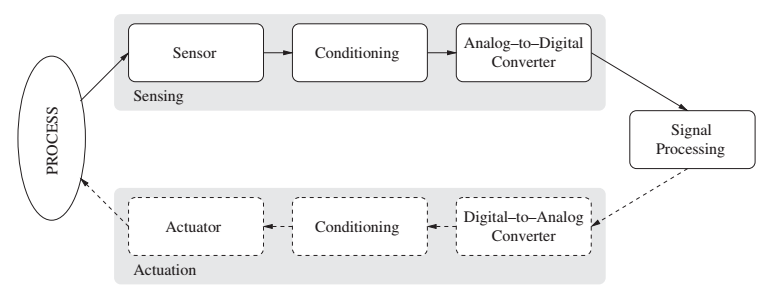 Sensor
Conditioning
Analog–to–Digital
Converter
Sensing
PROCESS
Signal
Processing
Actuator
Conditioning
Digital–to–Analog
Converter
Actuation